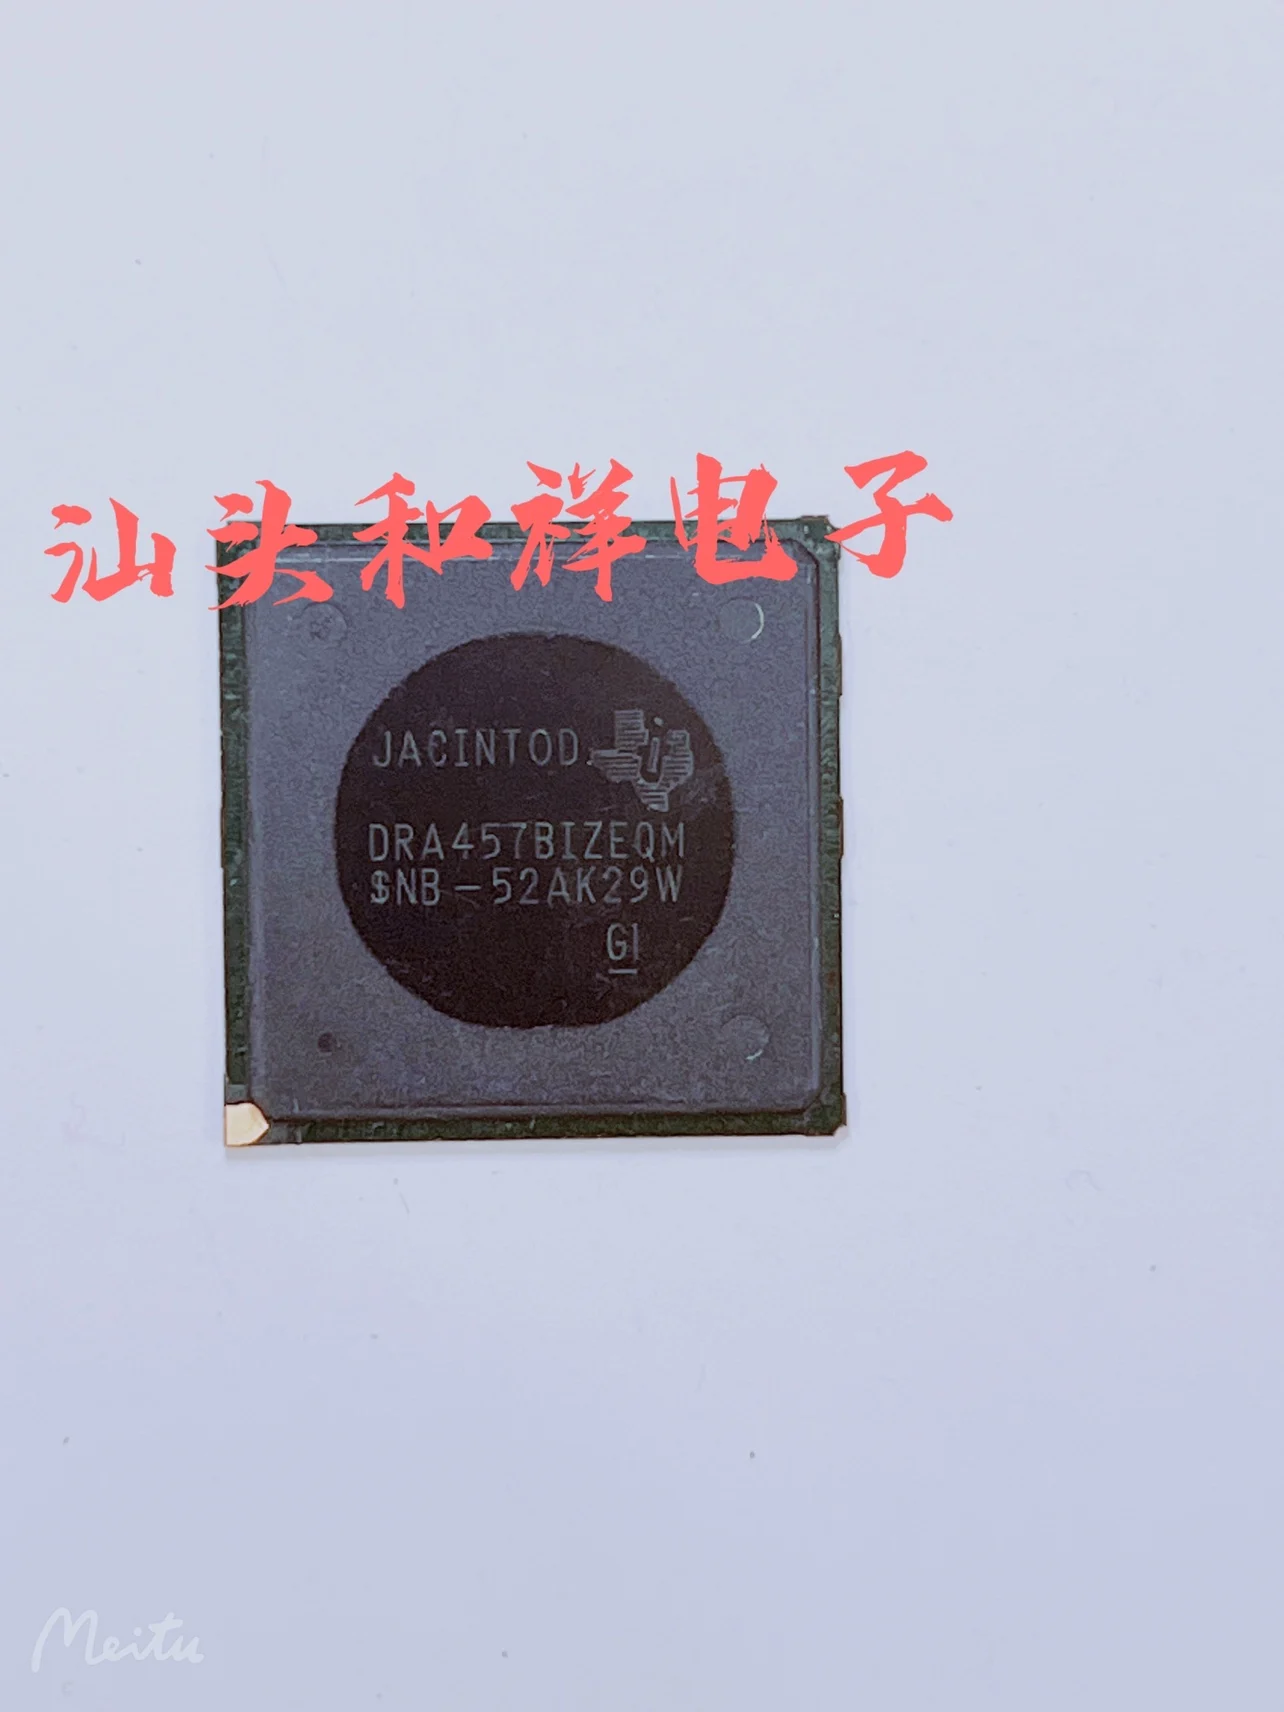 汕头和祥电子
JACINTOD.
DRA457BIZEQM
$NB-52AK29W
G1
Meitu